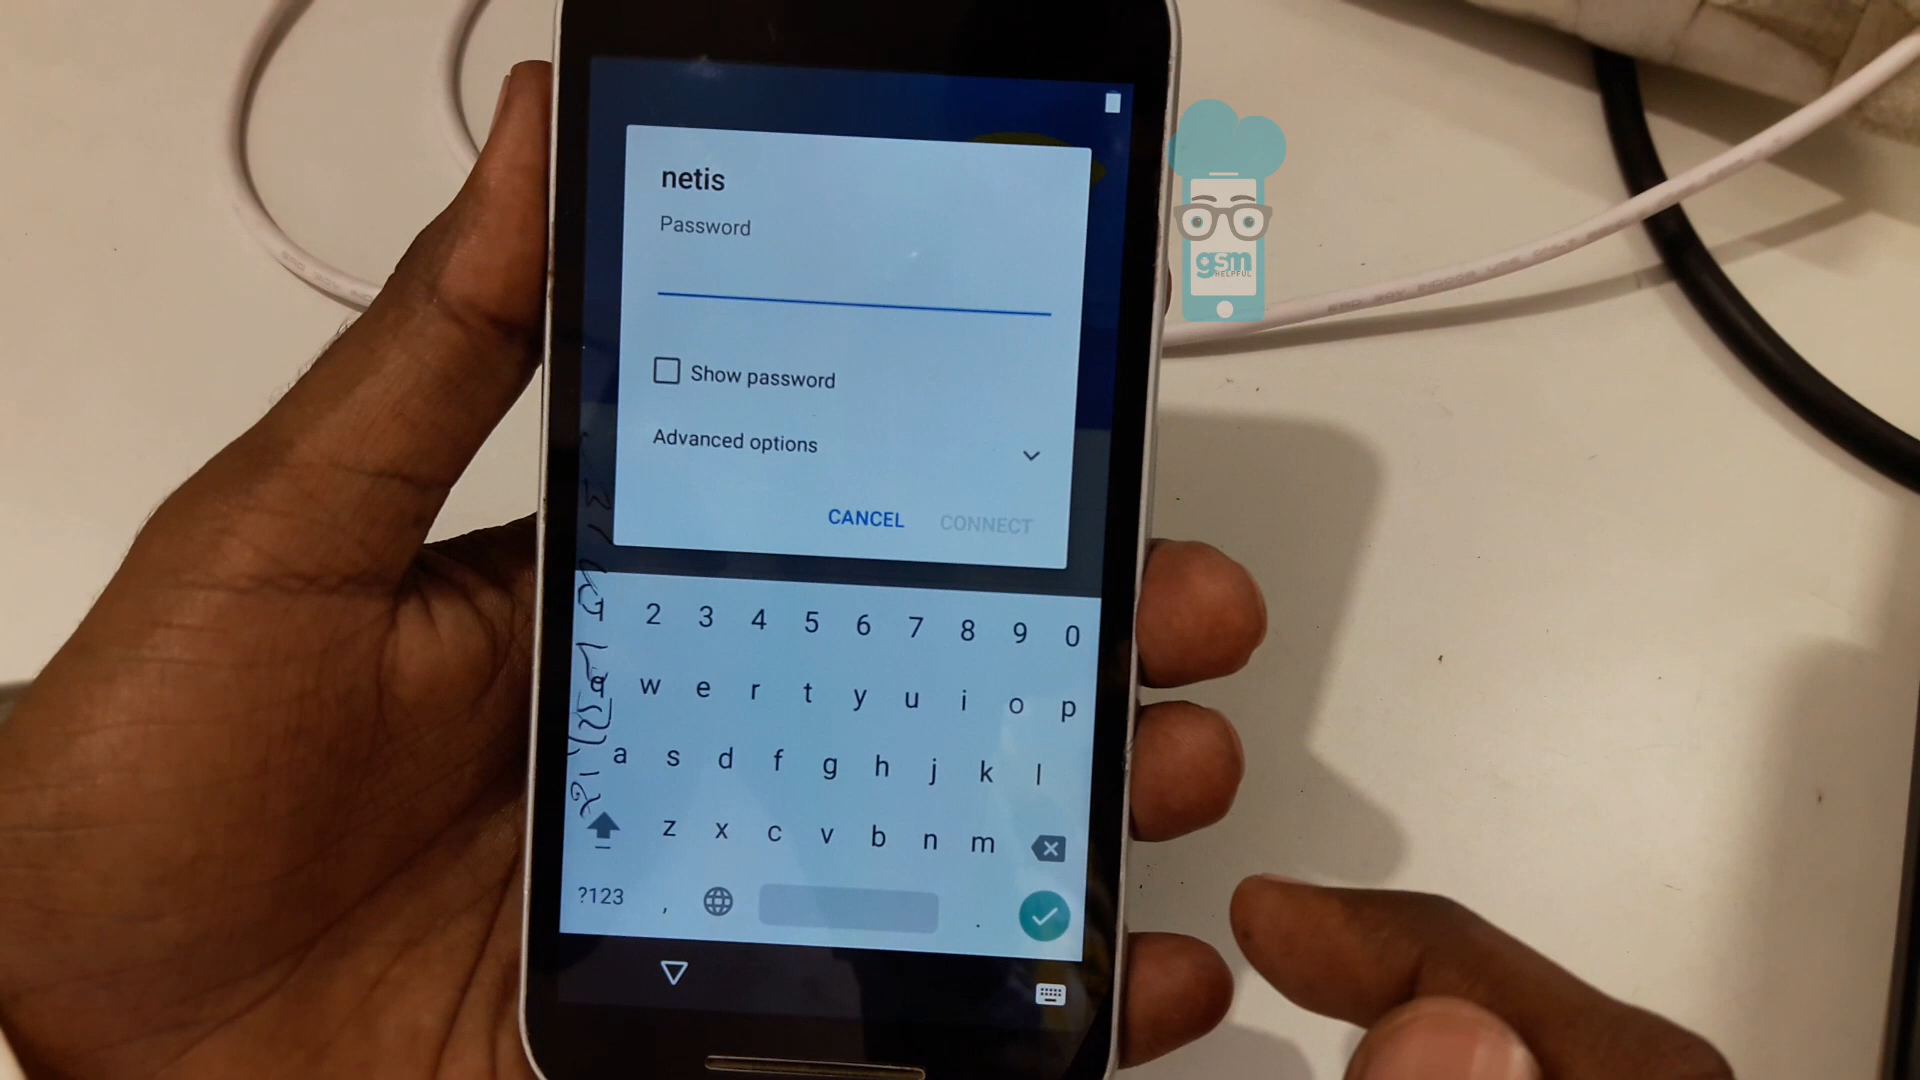 netis
Password
Show password
Advanced options
CANCEL CONNECT
2 3 4 5 6 7 8 9 0
w e r t y u i o p
a s d f g h j k l
z x c v b n m
?123 , .
gsm
HELPFUL